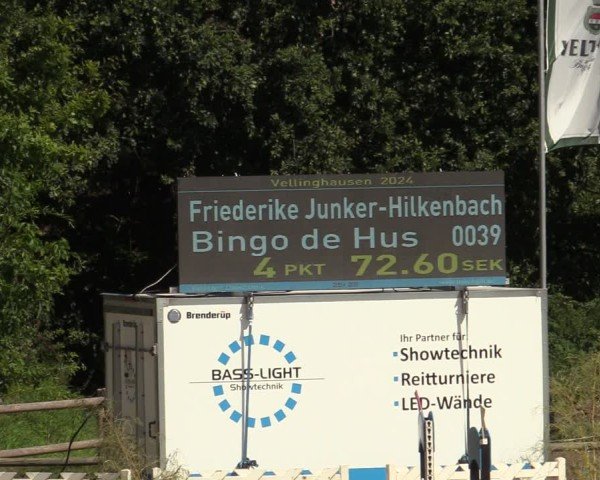 VELT
Vellinghausen 2024
Friederike Junker-Hilkenbach
Bingo de Hus 0039
4 PKT 72.60 SEK
Brenderup
BASS-LIGHT
Showtechnik
Ihr Partner für:
Showtechnik
Reitturniere
LED-Wände